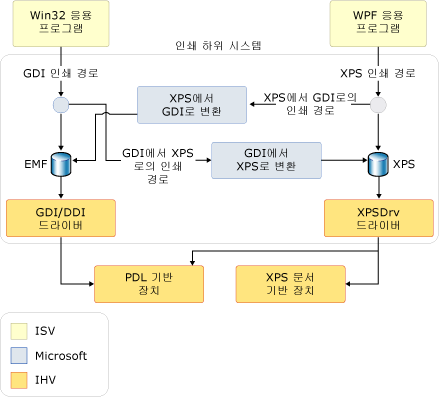 Win32 응용
프로그램
WPF 응용
프로그램
인쇄 하위 시스템
GDI 인쇄 경로
XPS 인쇄 경로
XPS에서
GDI로 변환
XPS에서 GDI로의
인쇄 경로
EMF
GDI에서 XPS
로의 인쇄
경로
GDI에서
XPS로 변환
XPS
GDI/DDI
드라이버
XPSDrv
드라이버
PDL 기반
장치
XPS 문서
기반 장치
ISV
Microsoft
IHV